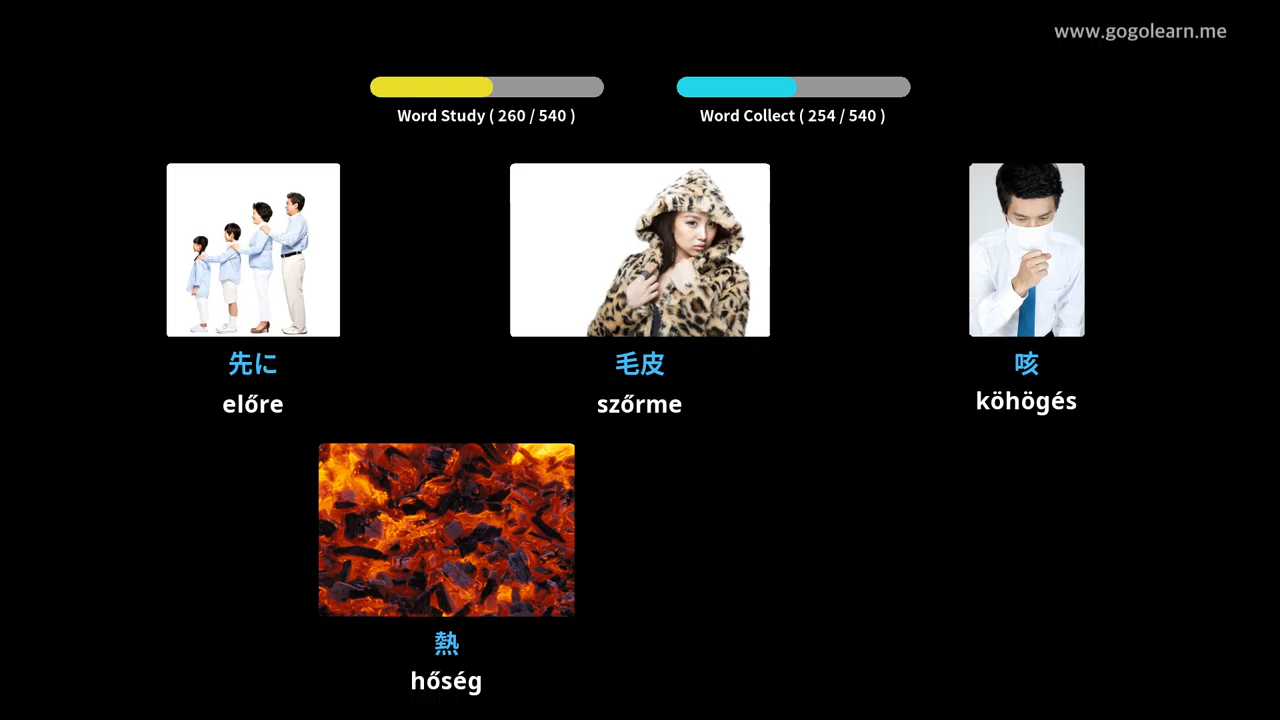 www.gogolearn.me
Word Study ( 260 / 540 )
Word Collect ( 254 / 540 )
先に
előre
毛皮
szőrme
咳
köhögés
熱
hőség